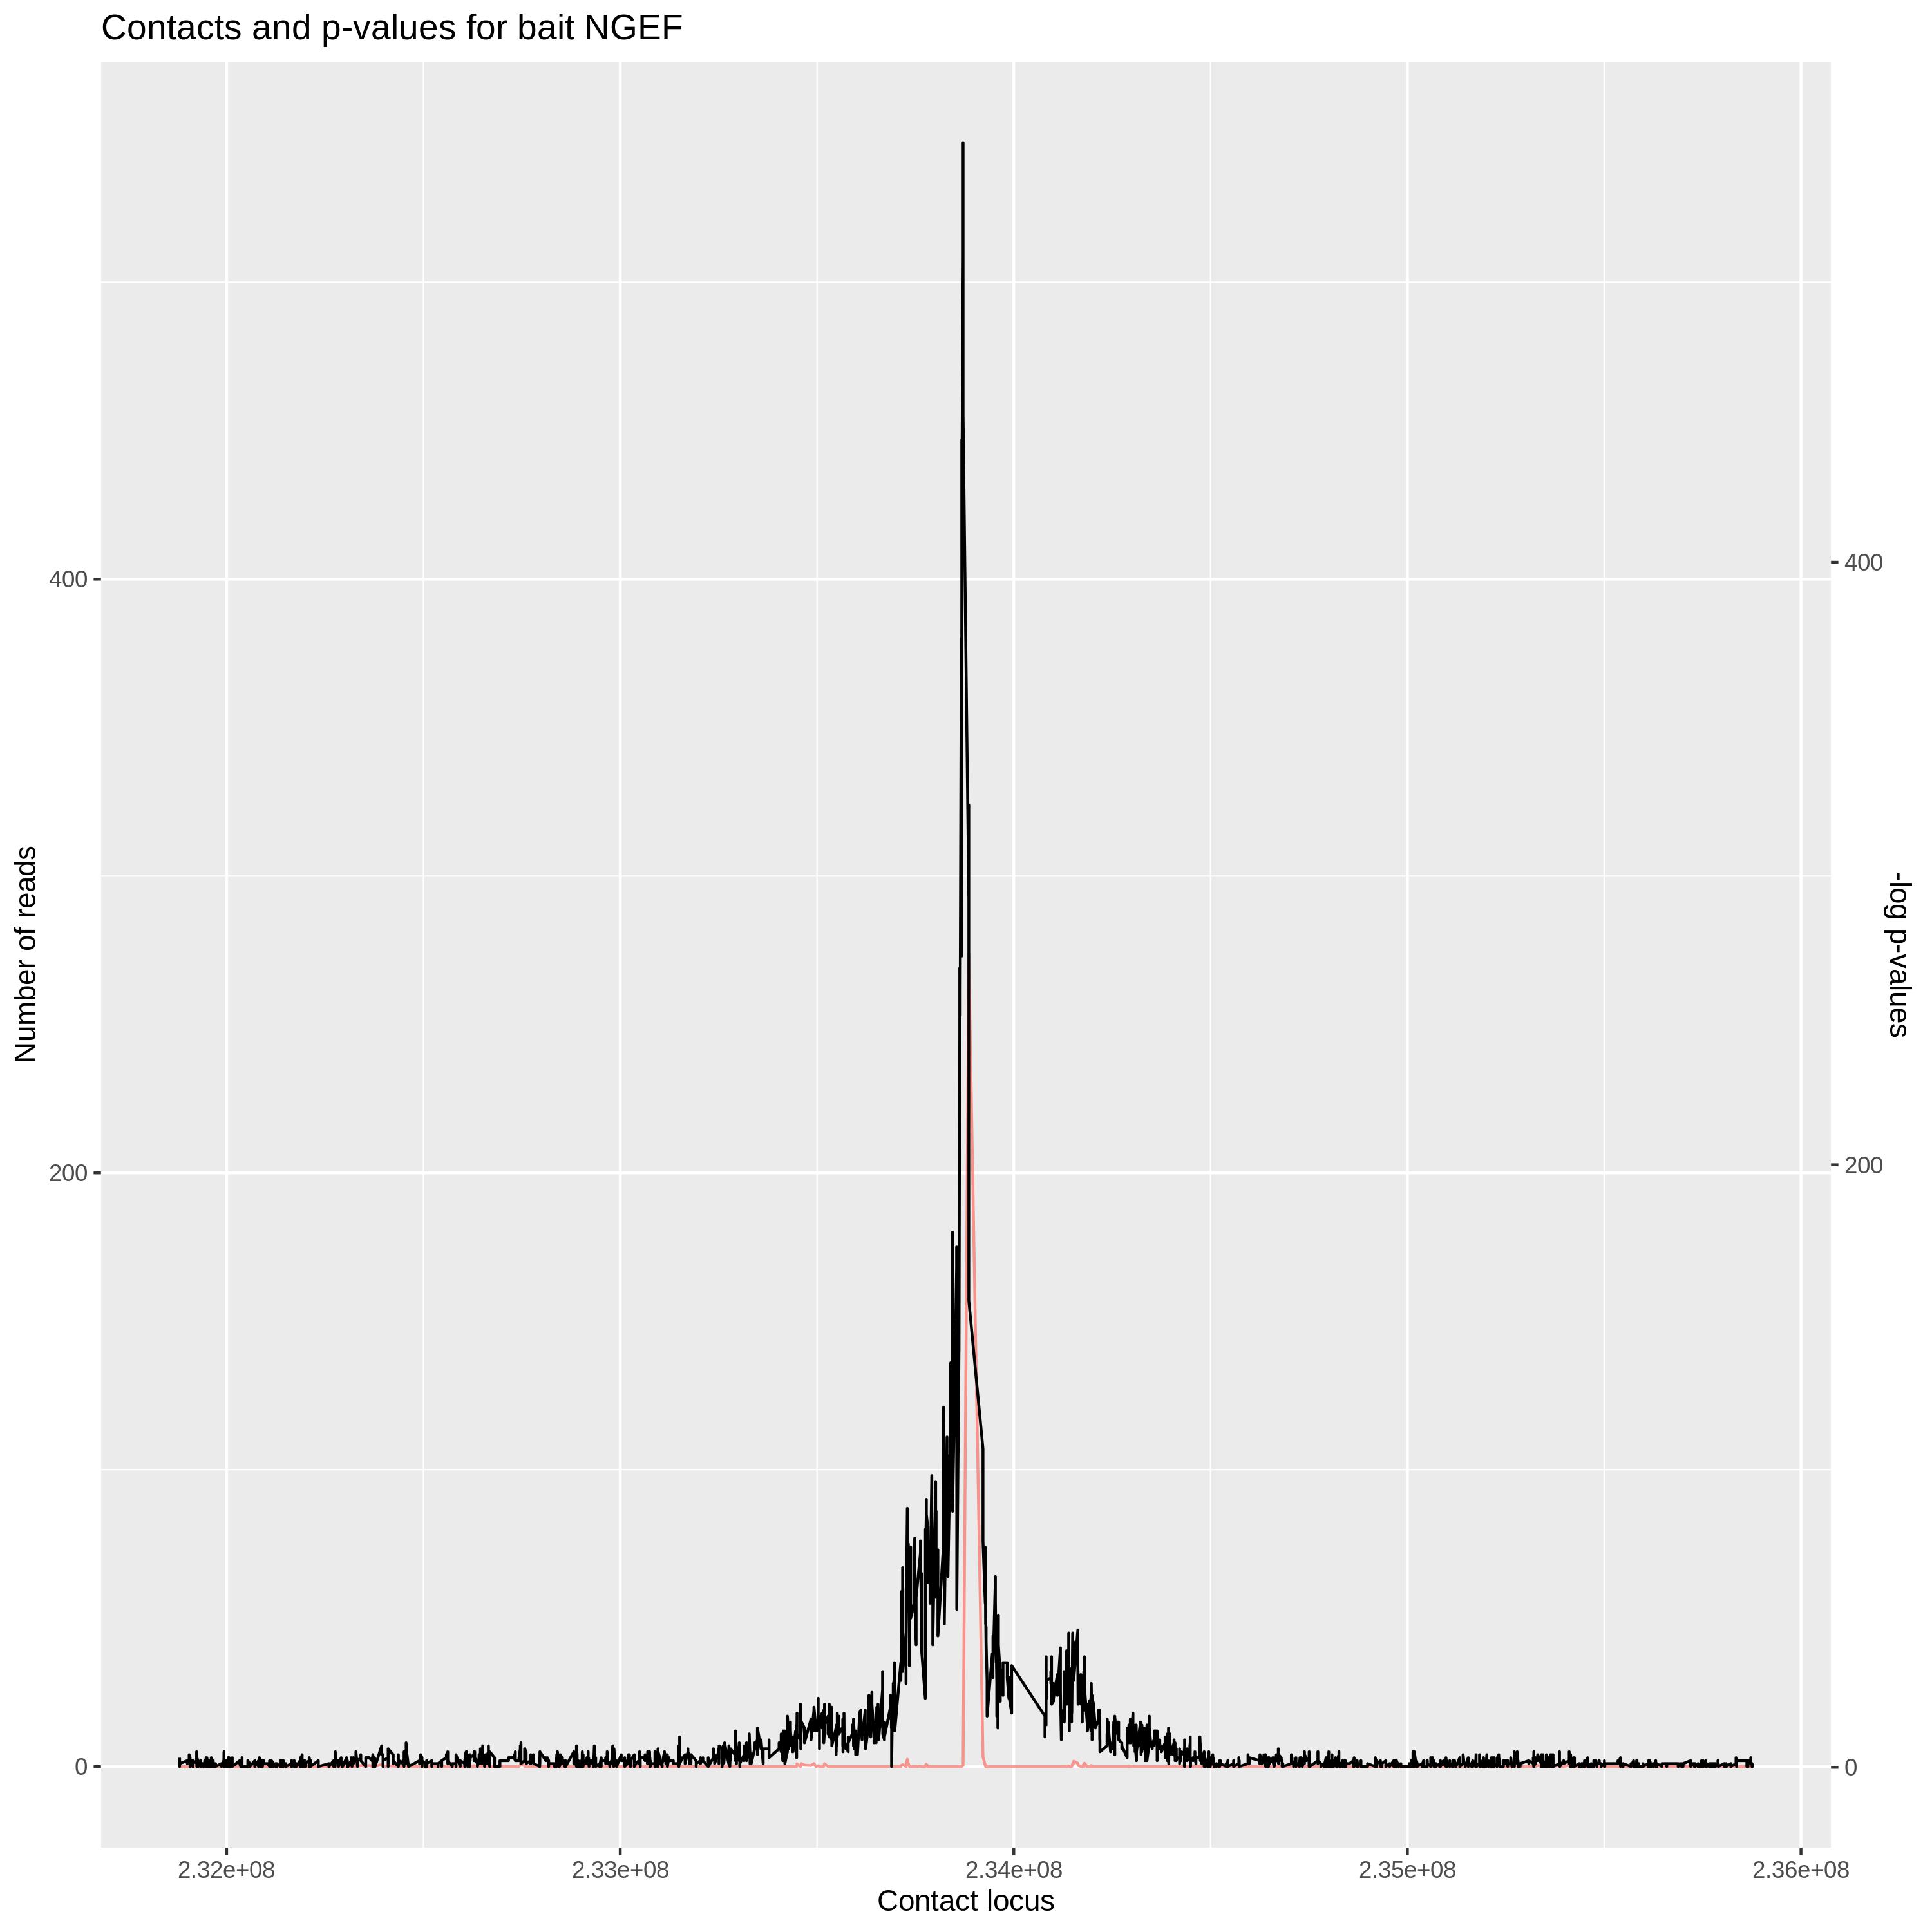 Contacts and p-values for bait NGEF
Number of reads
400
200
0
400
200
0
-log p-values
2.32e+08
2.33e+08
2.34e+08
2.35e+08
2.36e+08
Contact locus